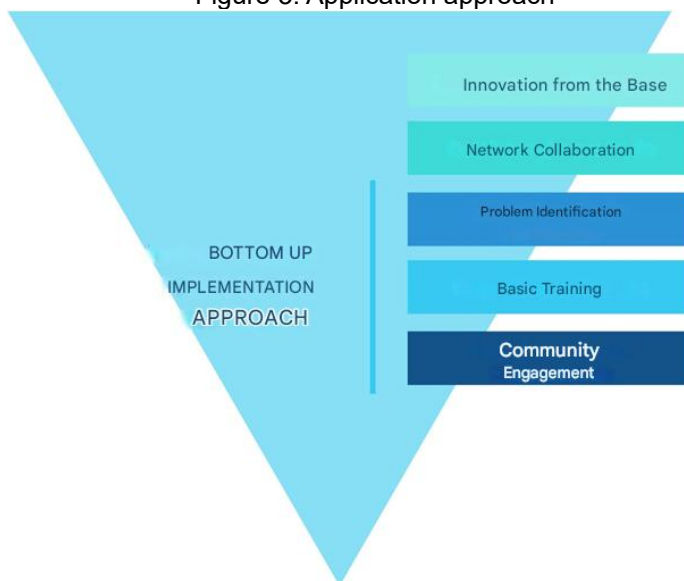 Figure 3. Application approach
Innovation from the Base
Network Collaboration
Problem Identification
Basic Training
Community
Engagement
BOTTOM UP
IMPLEMENTATION
APPROACH